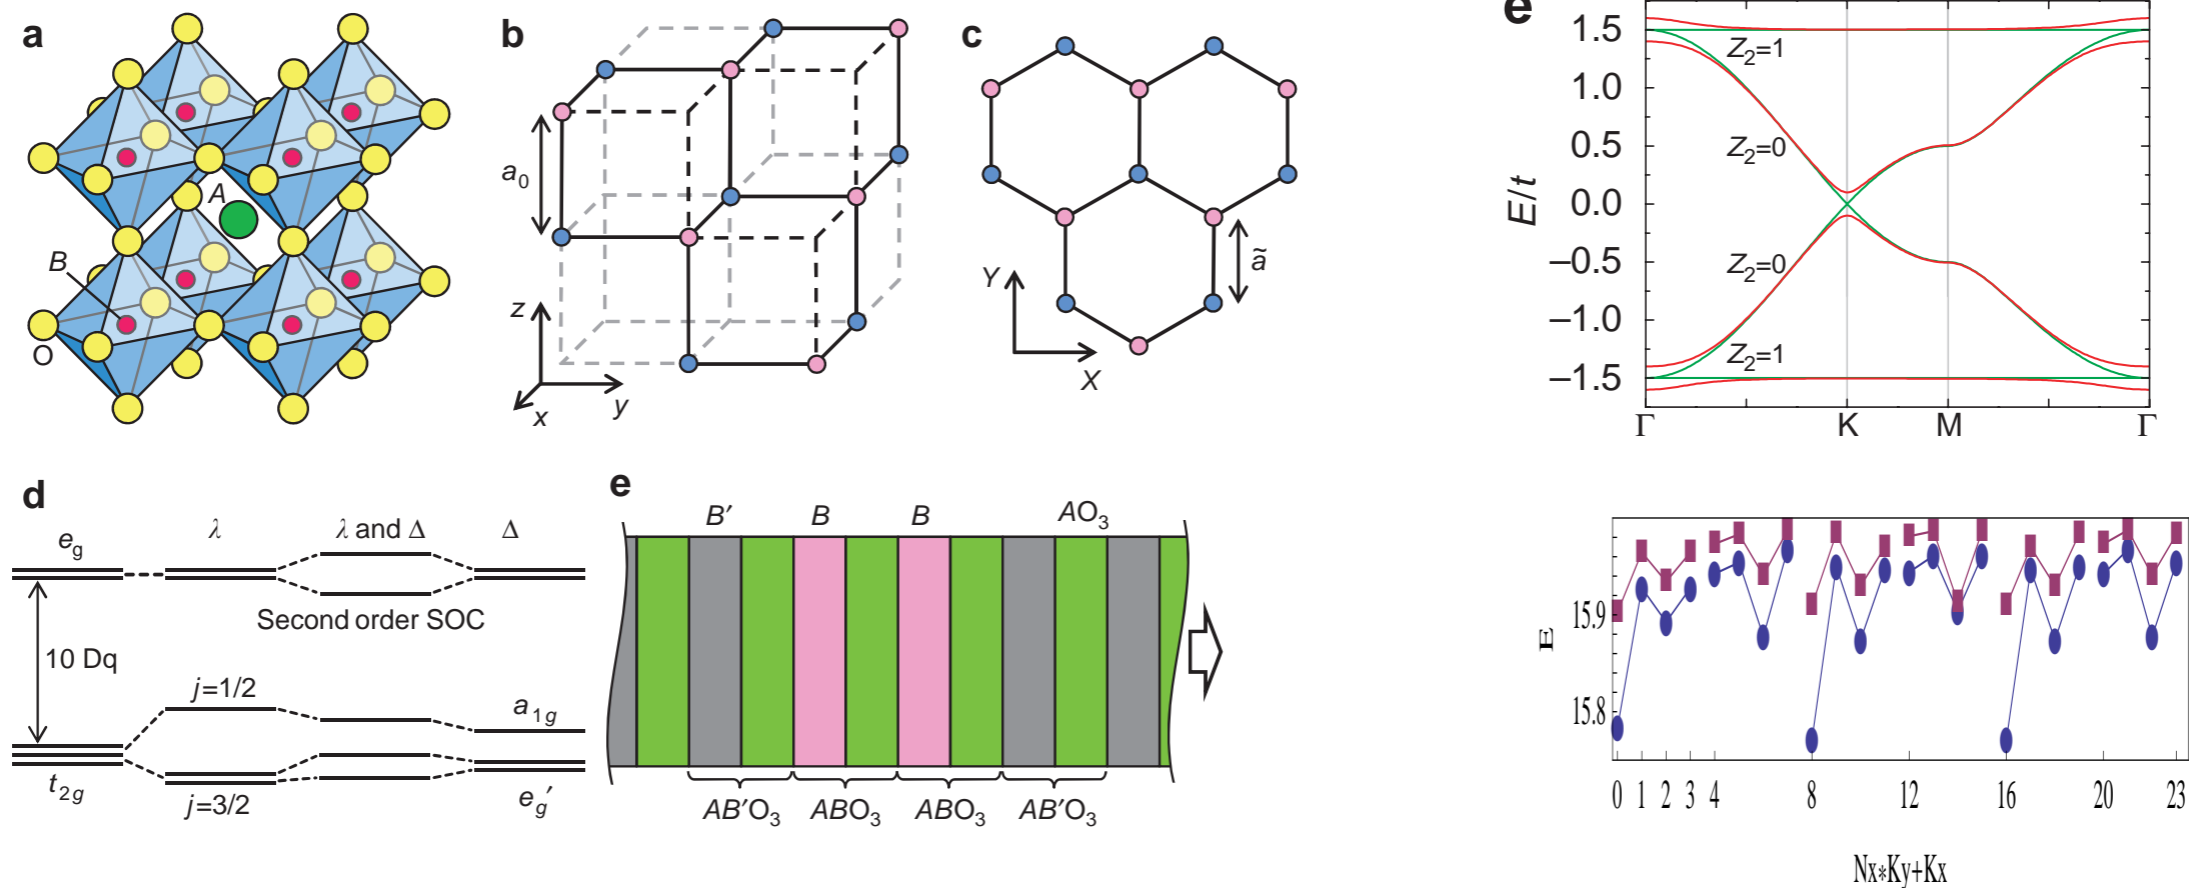 a
A
B
O
b
a0
z
y
x
c
ã
Y
X
d
λ
λ and Δ
Δ
eg
Second order SOC
10 Dq
j=1/2
a1g
t2g
j=3/2
eg′
e
B′
B
B
AO3
AB′O3
ABO3
ABO3
AB′O3
e
1.5
Z2=1
1.0
0.5
Z2=0
E/t
0.0
−0.5
Z2=0
−1.0
Z2=1
−1.5
Γ
K
M
Γ
15.9
E
15.8
0
1
2
3
4
8
12
16
20
23
Nx*Ky+Kx